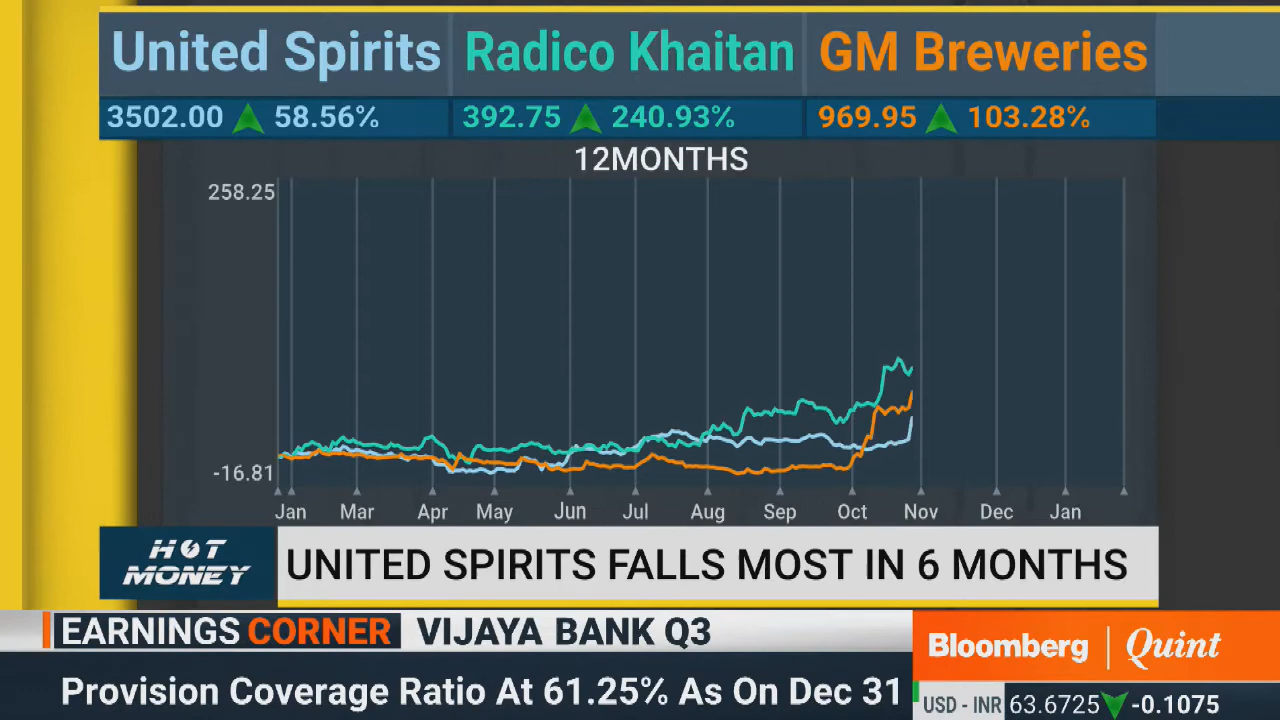 United Spirits Radico Khaitan GM Breweries
3502.00 58.56% 392.75 240.93% 969.95 103.28%
12MONTHS
258.25
-16.81
Jan Mar Apr May Jun Jul Aug Sep Oct Nov Dec Jan
HOT
MONEY
UNITED SPIRITS FALLS MOST IN 6 MONTHS
EARNINGS CORNER VIJAYA BANK Q3
Bloomberg | Quint
Provision Coverage Ratio At 61.25% As On Dec 31
USD - INR 63.6725 -0.1075